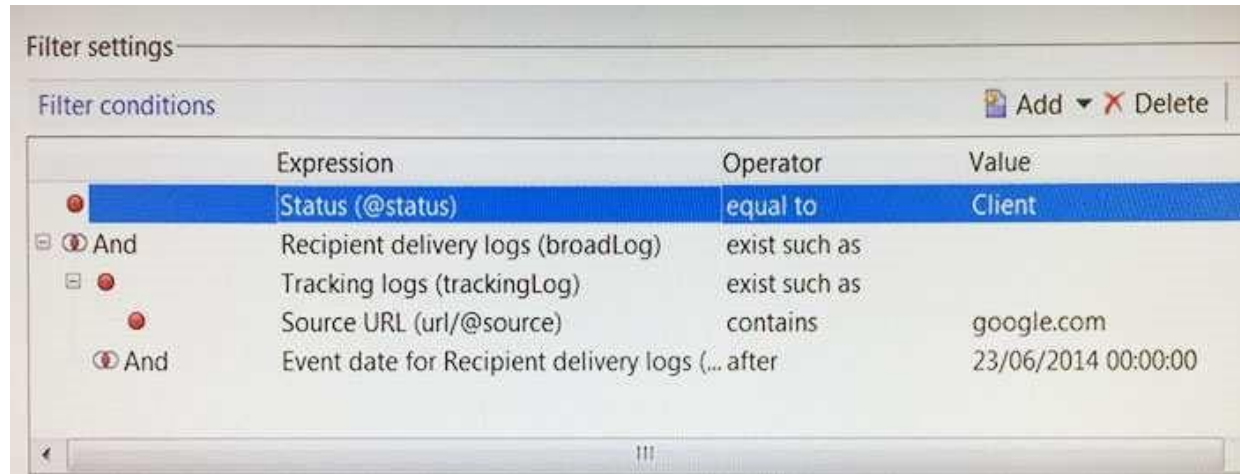 Filter settings
Filter conditions Add Delete
Expression Operator Value
Status (@status) equal to Client
And Recipient delivery logs (broadLog) exist such as
Tracking logs (trackingLog) exist such as
Source URL (url/@source) contains google.com
And Event date for Recipient delivery logs (... after 23/06/2014 00:00:00